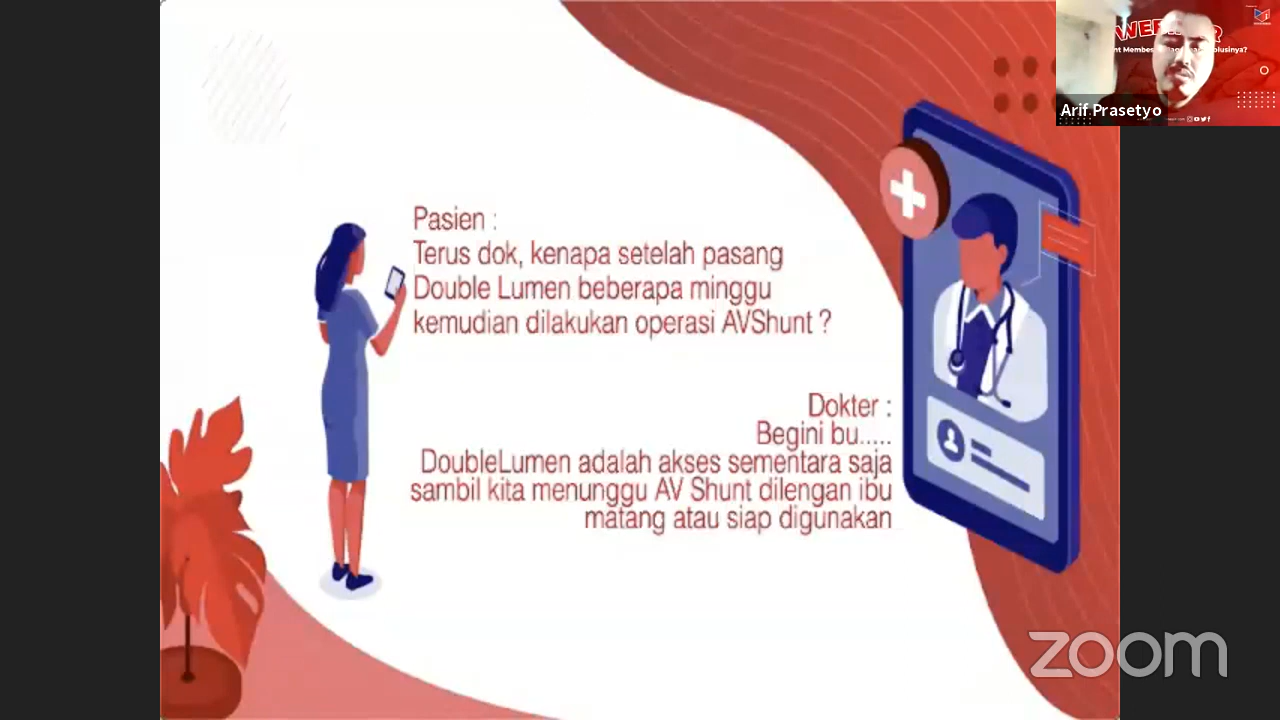 Pasien :
Terus dok, kenapa setelah pasang
Double Lumen beberapa minggu
kemudian dilakukan operasi AVShunt ?
Dokter :
Begini bu.....
DoubleLumen adalah akses sementara saja
sambil kita menunggu AV Shunt dilengan ibu
matang atau siap digunakan
Arif Prasetyo
zoom